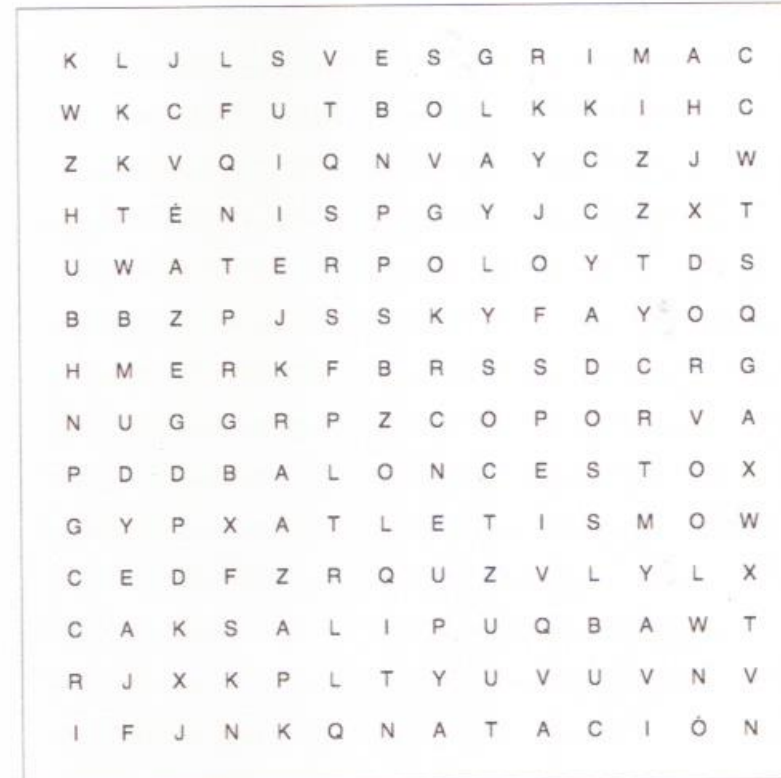 K L J L S V E S G R I M A C
W K C F U T B O L K K I H C
Z K V Q I Q N V A Y C Z J W
H T É N I S P G Y J C Z X T
U W A T E R P O L O Y T D S
B B Z P J S S K Y F A Y O Q
H M E R K F B R S S D C R G
N U G G R P Z C O P O R V A
P D D B A L O N C E S T O X
G Y P X A T L E T I S M O W
C E D F Z R Q U Z V L Y L X
C A K S A L I P U Q B A W T
R J X K P L T Y U V U V N V
I F J N K Q N A T A C I Ó N